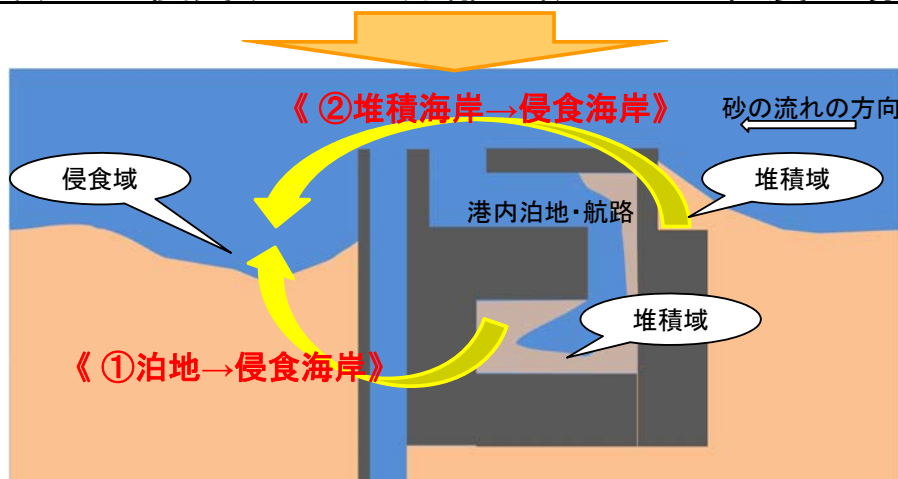 《 ②堆積海岸→侵食海岸》
砂の流れの方向
侵食域
堆積域
港内泊地・航路
堆積域
《 ①泊地→侵食海岸》